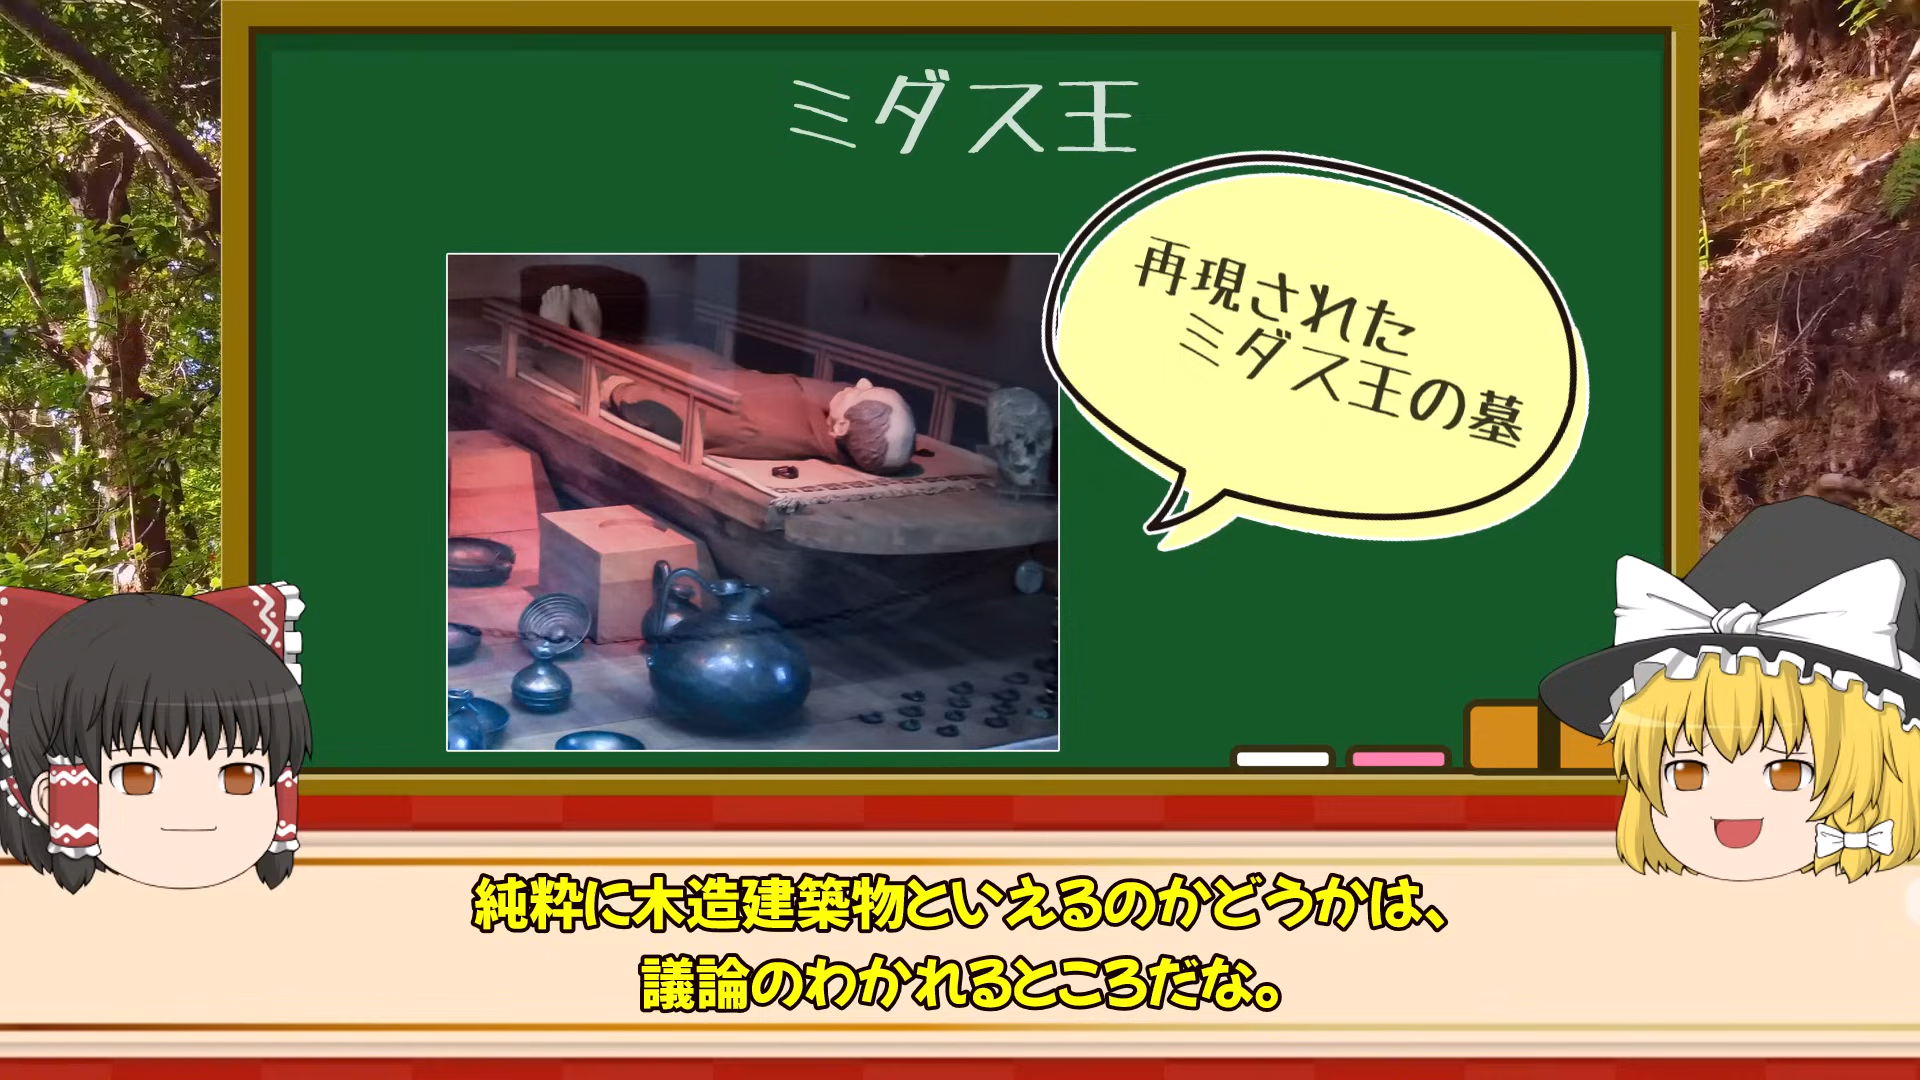 ミダス王
再現された
ミダス王の墓
純粋に木造建築物といえるのかどうかは、
議論のわかれるところだな。